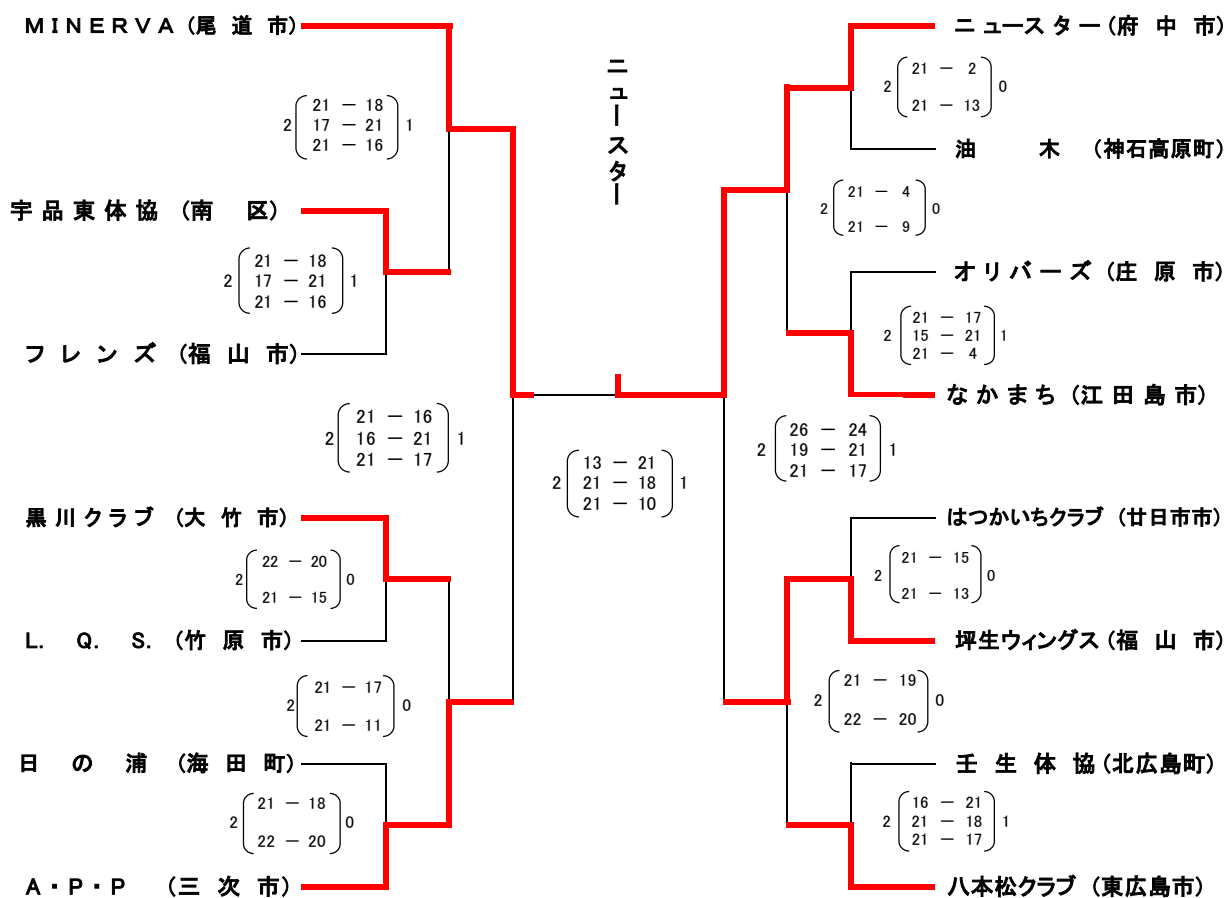 MINERVA (尾道市)
2 21 － 18 1
17 － 21
21 － 16
宇品東体協 (南区)
2 21 － 18 1
17 － 21
21 － 16
フレンズ (福山市)
2 21 － 16 1
16 － 21
21 － 17
黒川クラブ (大竹市)
2 22 － 20 0
21 － 15
L. Q. S. (竹原市)
2 21 － 17 0
21 － 11
日の浦 (海田町)
2 21 － 18 0
22 － 20
A・P・P (三次市)
ニュースター
2 13 － 21 1
21 － 18
21 － 10
ニュースター (府中市)
2 21 － 2 0
21 － 13
油木 (神石高原町)
2 21 － 4 0
21 － 9
オリバーズ (庄原市)
2 21 － 17 1
15 － 21
21 － 4
なかまち (江田島市)
2 26 － 24 1
19 － 21
21 － 17
はつかいちクラブ (廿日市市)
2 21 － 15 0
21 － 13
坪生ウィングス (福山市)
2 21 － 19 0
22 － 20
壬生体協 (北広島町)
2 16 － 21 1
21 － 18
21 － 17
八本松クラブ (東広島市)